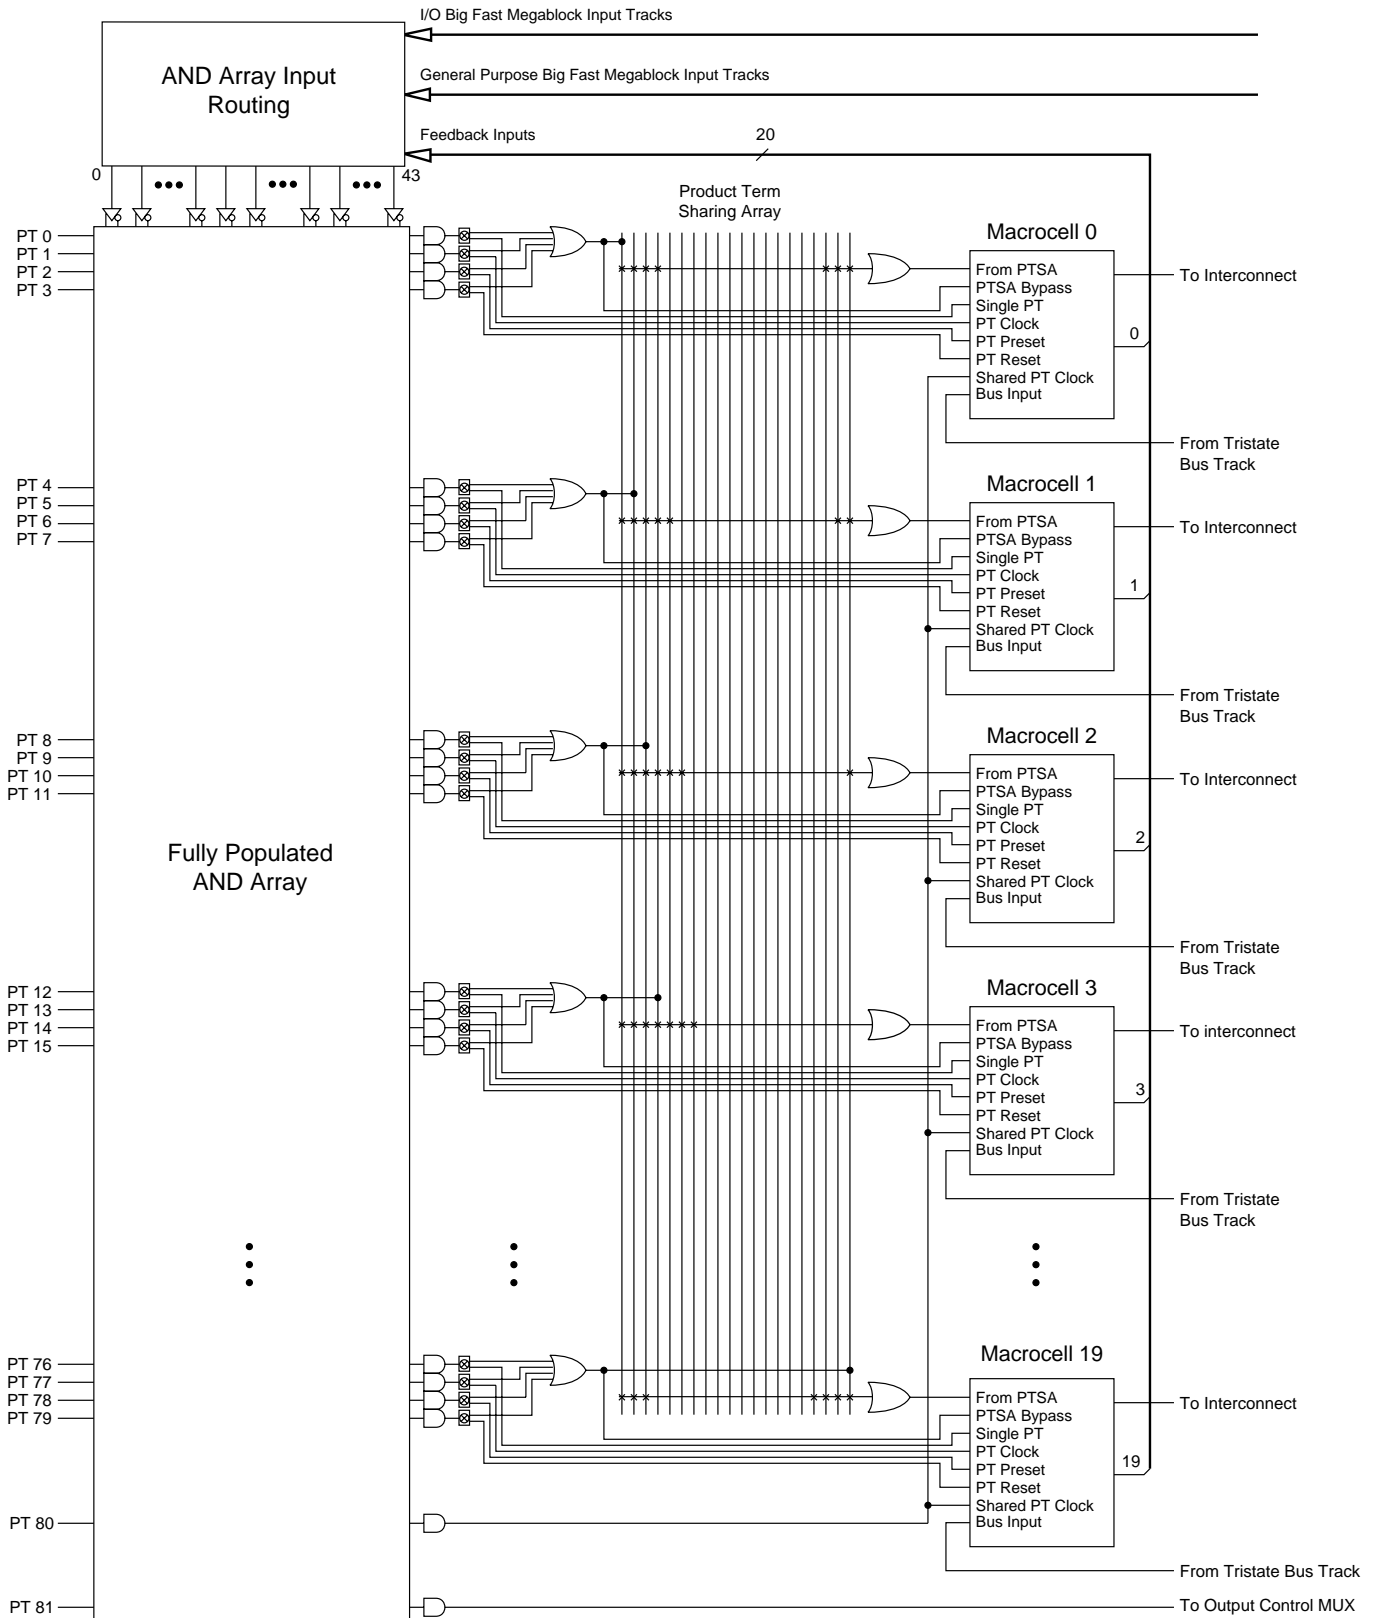 I/O Big Fast Megablock Input Tracks
AND Array Input
Routing
General Purpose Big Fast Megablock Input Tracks
Feedback Inputs
20
0
43
Product Term
Sharing Array
PT 0
PT 1
PT 2
PT 3
Macrocell 0
From PTSA
PTSA Bypass
Single PT
PT Clock
PT Preset
PT Reset
Shared PT Clock
Bus Input
To Interconnect
0
From Tristate
Bus Track
PT 4
PT 5
PT 6
PT 7
Macrocell 1
From PTSA
PTSA Bypass
Single PT
PT Clock
PT Preset
PT Reset
Shared PT Clock
Bus Input
To Interconnect
1
From Tristate
Bus Track
PT 8
PT 9
PT 10
PT 11
Macrocell 2
From PTSA
PTSA Bypass
Single PT
PT Clock
PT Preset
PT Reset
Shared PT Clock
Bus Input
To Interconnect
2
From Tristate
Bus Track
Fully Populated
AND Array
PT 12
PT 13
PT 14
PT 15
Macrocell 3
From PTSA
PTSA Bypass
Single PT
PT Clock
PT Preset
PT Reset
Shared PT Clock
Bus Input
To interconnect
3
From Tristate
Bus Track
PT 76
PT 77
PT 78
PT 79
Macrocell 19
From PTSA
PTSA Bypass
Single PT
PT Clock
PT Preset
PT Reset
Shared PT Clock
Bus Input
To Interconnect
19
PT 80
From Tristate Bus Track
PT 81
To Output Control MUX